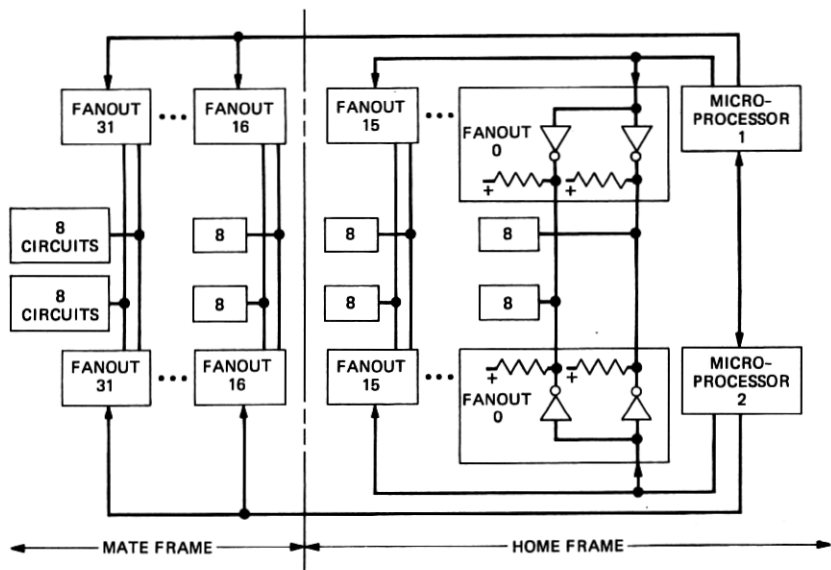 FANOUT
31
FANOUT
16
FANOUT
15
FANOUT
0
+
+
MICRO-
PROCESSOR
1
8
CIRCUITS
8
8
8
8
CIRCUITS
8
8
8
FANOUT
31
FANOUT
16
FANOUT
15
+
+
FANOUT
0
MICRO-
PROCESSOR
2
MATE FRAME
HOME FRAME